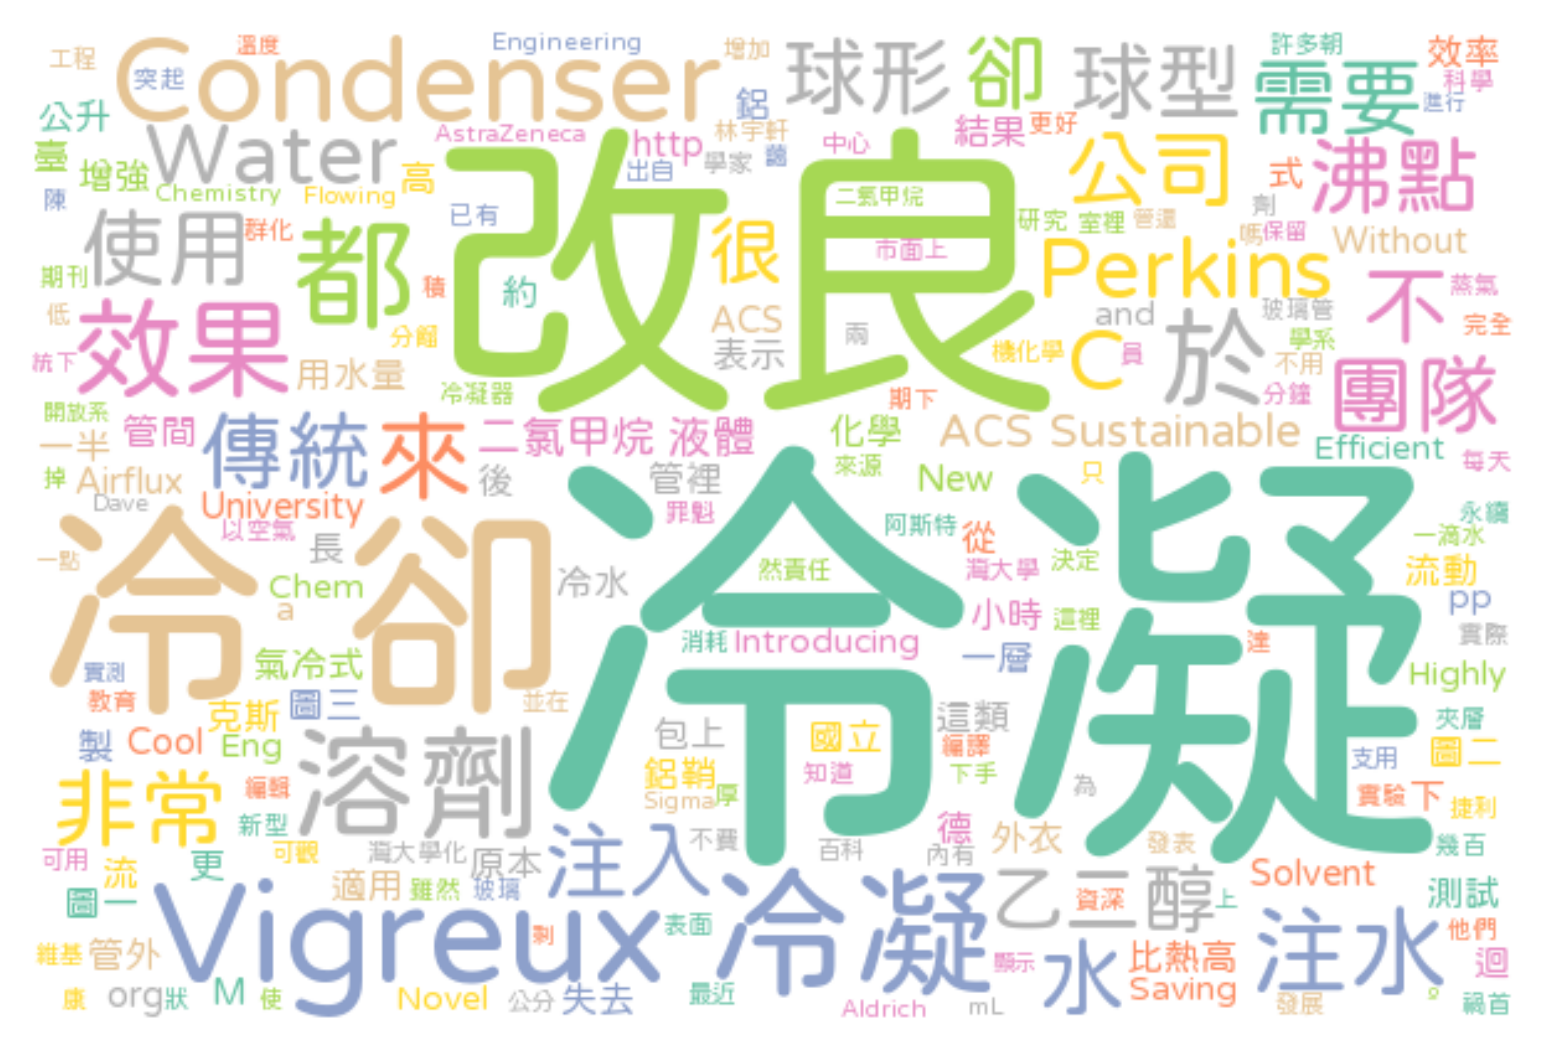 工程
溫度
Engineering
增加
許多朝
突起
Condenser
球形
卻
球型
需要
效率
科學
進行
公升
鋁
AstraZeneca
http
林宇軒
中心
結果
更好
臺
Water
增強
高
出自
學家
公司
式
沸點
陳
Chemistry
Flowing
二氯甲烷
改良
使用
群化
都
已有
很
市面上
研究
室裡
管還
劑
嗎
保留
Without
期刊
積
約
Perkins
不
蒸氣
低
效果
分餾
ACS
兩
and
於
玻璃管
完全
統下
用水量
表示
機化學
C
員
學系
不用
團隊
冷凝器
期下
分鐘
開放系
一半
管間
傳統
來
二氯甲烷
液體
化學
ACS Sustainable
Efficient
掉
Airflux
後
管裡
來源
New
只
每天
Dave
University
罪魁
阿斯特
從
永續
以空氣
一滴水
一點
冷卻
長
冷凝
然責任
灣大學
決定
流動
Chem
冷水
小時
這裡
pp
a
消耗
Introducing
一層
達
實際
實測
氣冷式
Highly
教育
克斯
圖三
並在
包上
國立
這類
夾層
製
Cool
Eng
溶劑
編譯
支用
圖二
非常
編輯
鋁鞘
知道
下手
為
實驗
下
捷利
新型
Sigma
厚
德
外衣
發表
幾百
可用
流
更
可觀
灣大學化
原本
注入
不費
百科
內有
Solvent
圖一
適用
雖然
玻璃
冷凝
乙二醇
資深
上
測試
維基
管外
Vigreux
剩
表面
水
比熱高
注水
他們
顯示
迴
康
org
狀
M
使
Novel
公分
失去
最近
Aldrich
mL
Saving
發展
禍首